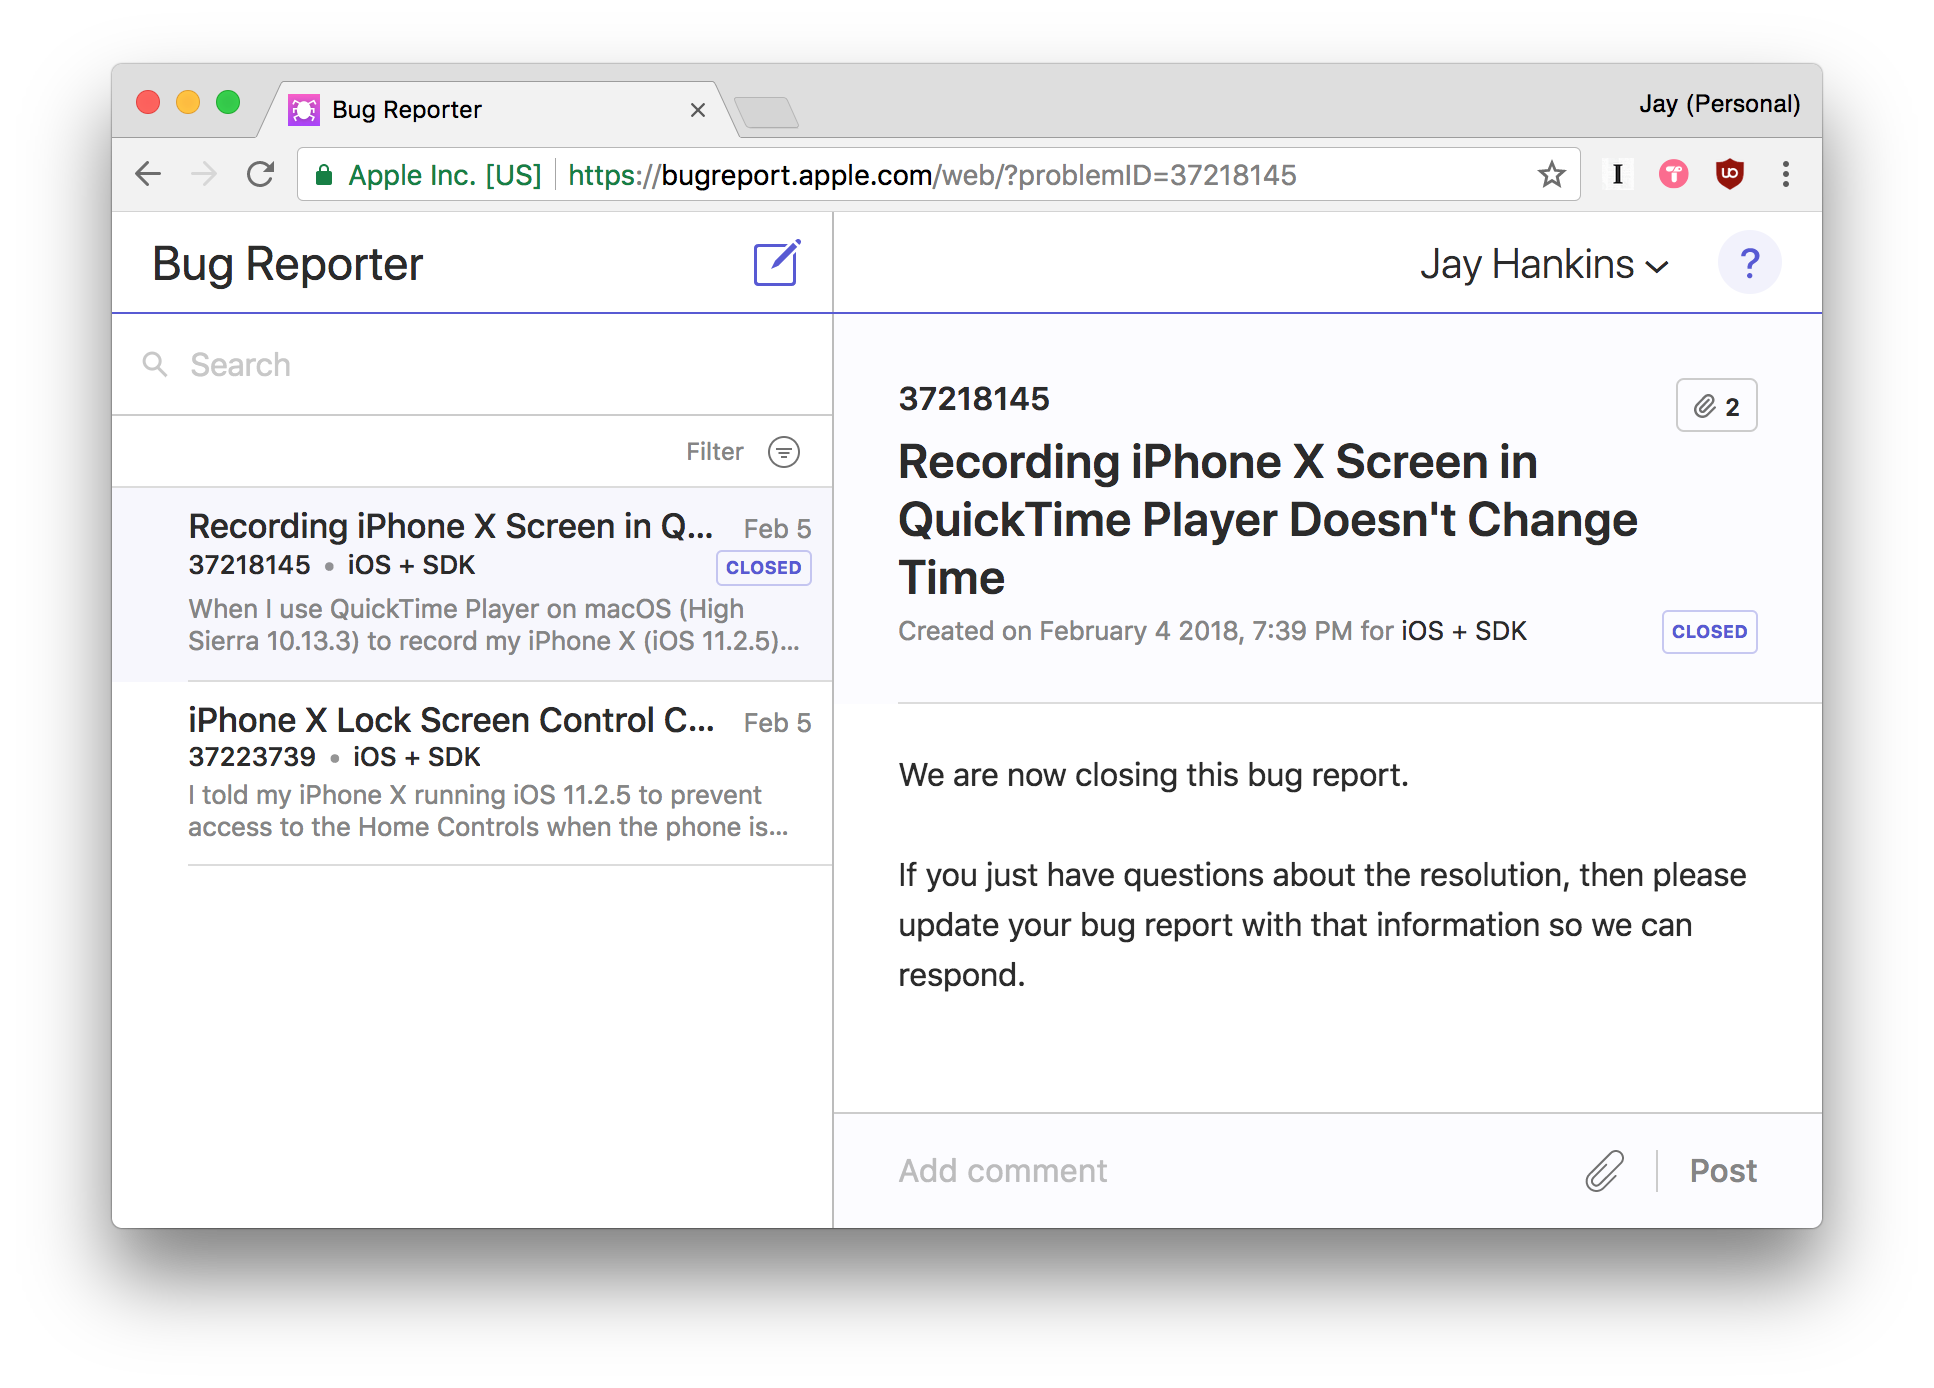 Bug Reporter
Jay (Personal)
Apple Inc. [US] https://bugreport.apple.com/web/?problemID=37218145
Bug Reporter
Jay Hankins
?
Search
Filter
Recording iPhone X Screen in Q... Feb 5
37218145 • iOS + SDK CLOSED
When I use QuickTime Player on macOS (High
Sierra 10.13.3) to record my iPhone X (iOS 11.2.5)...
iPhone X Lock Screen Control C... Feb 5
37223739 • iOS + SDK
I told my iPhone X running iOS 11.2.5 to prevent
access to the Home Controls when the phone is...
37218145
2
Recording iPhone X Screen in
QuickTime Player Doesn't Change
Time
Created on February 4 2018, 7:39 PM for iOS + SDK
CLOSED
We are now closing this bug report.
If you just have questions about the resolution, then please
update your bug report with that information so we can
respond.
Add comment
Post